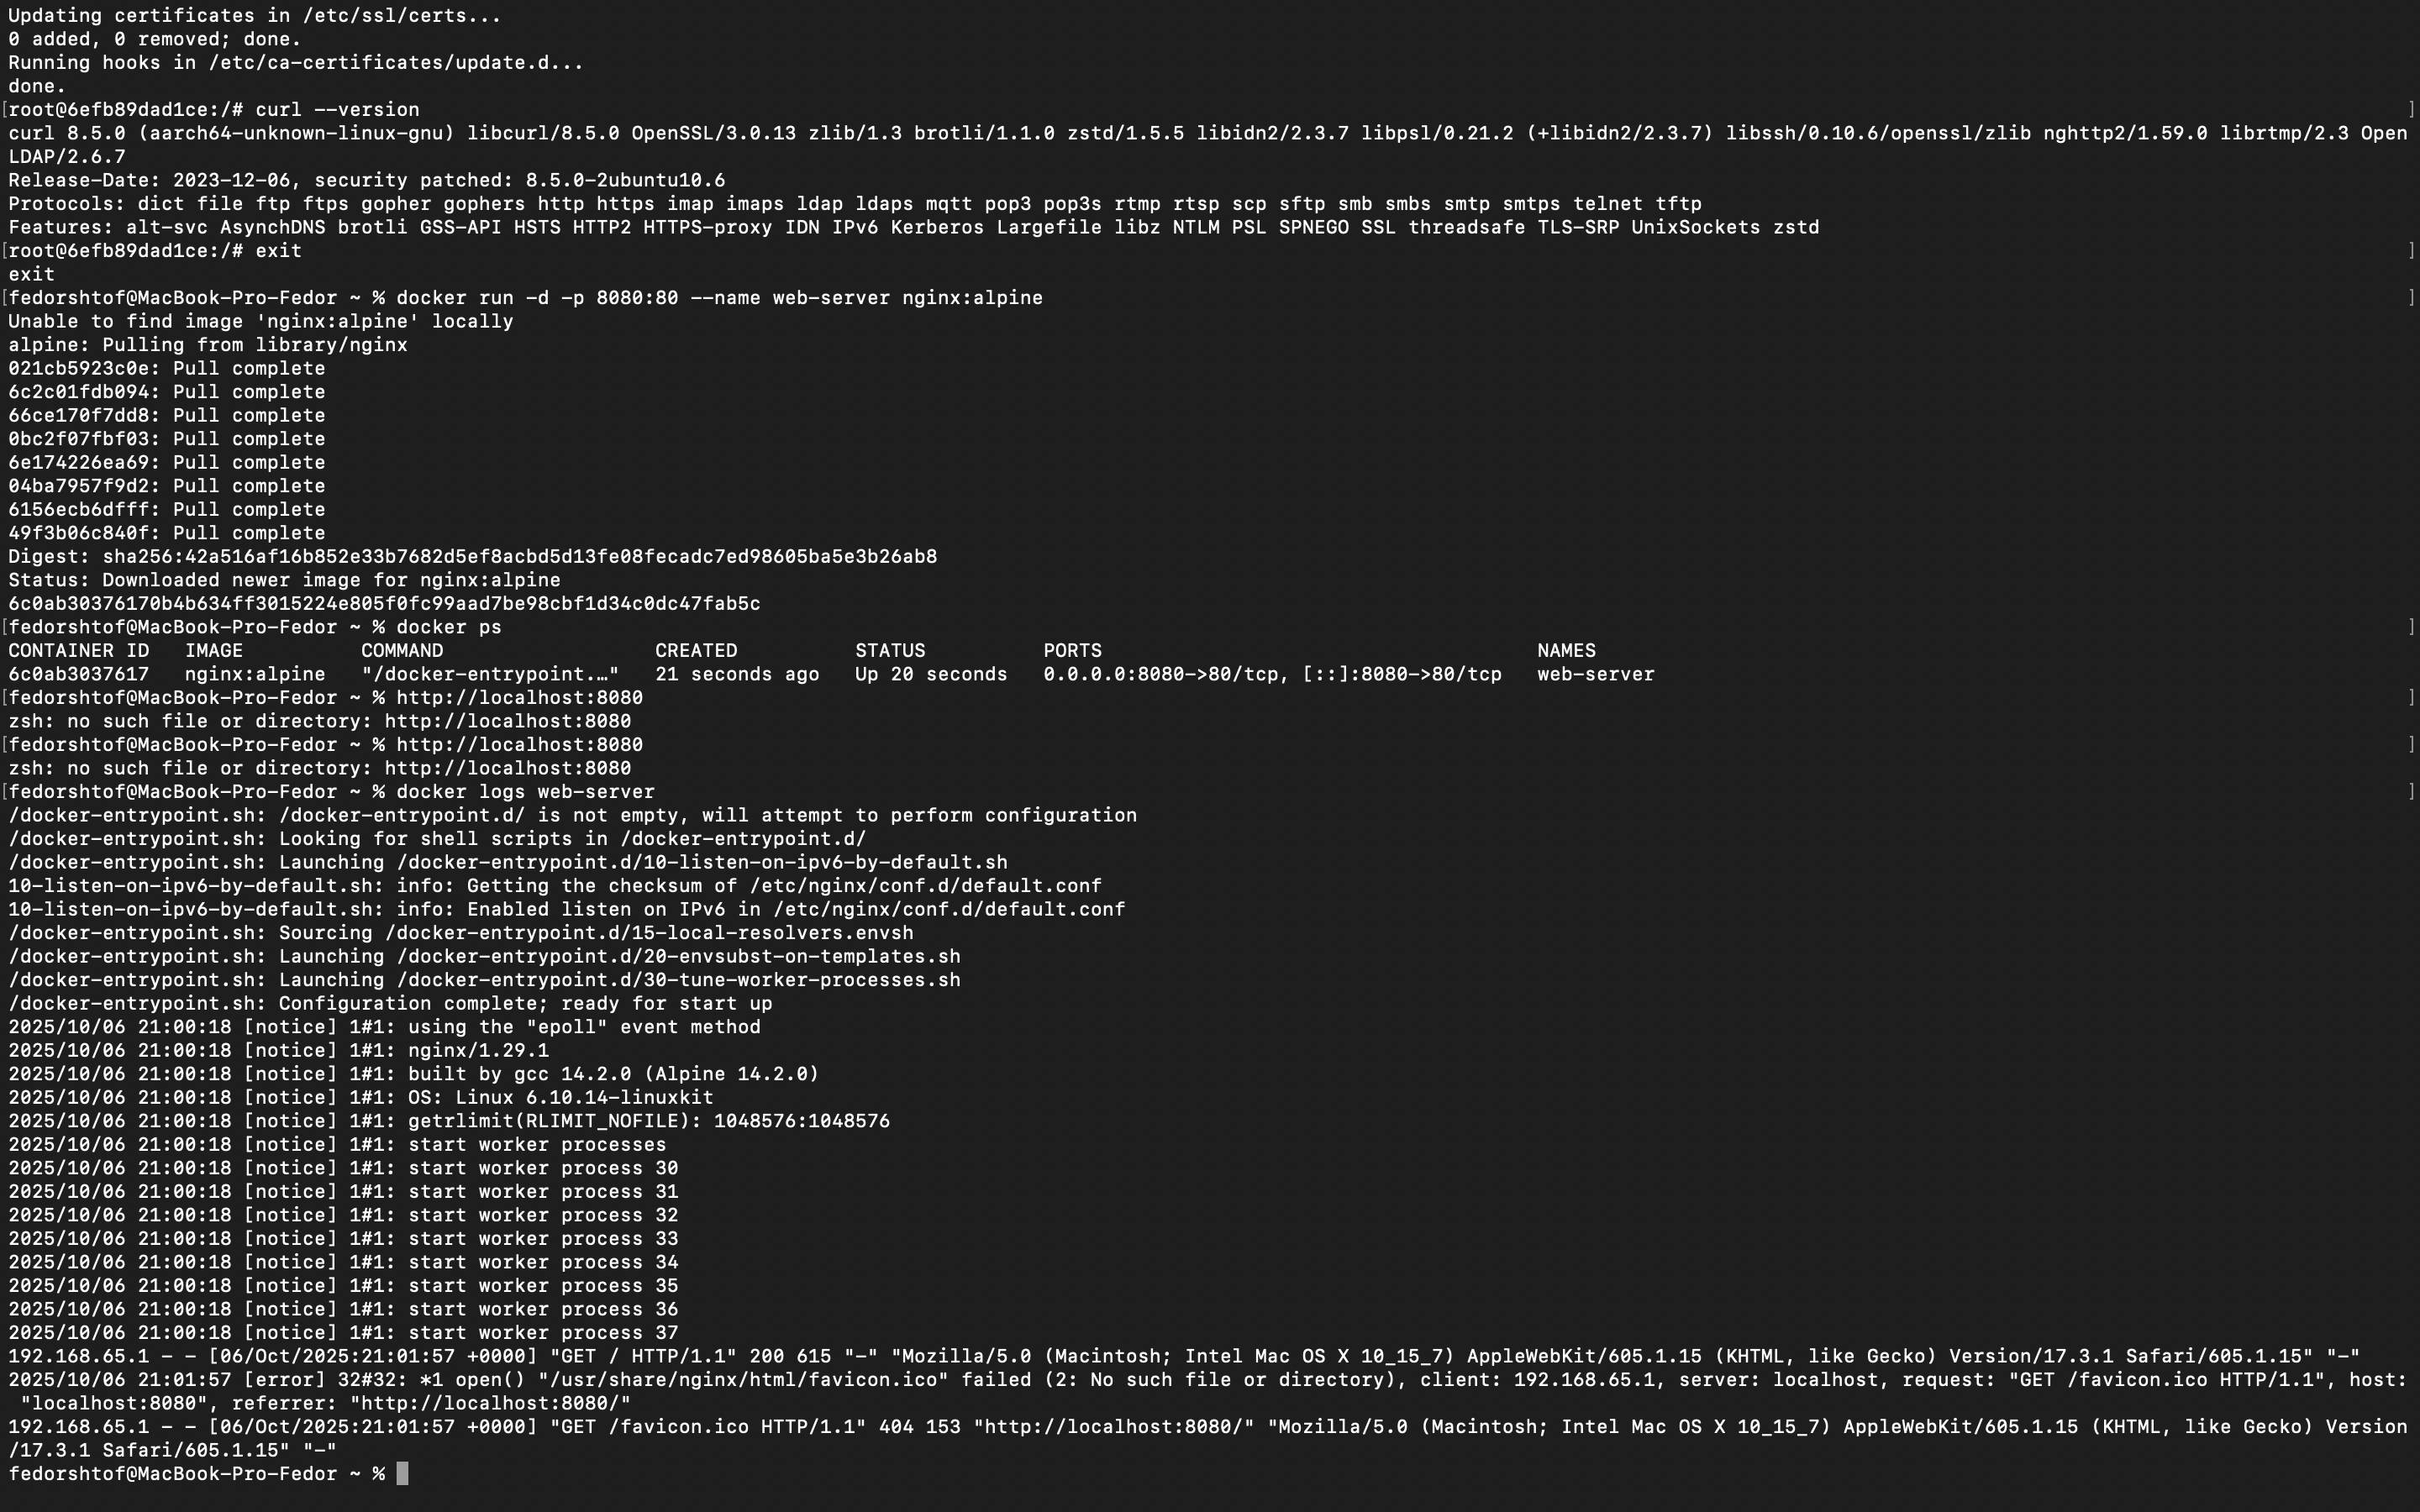 Updating certificates in /etc/ssl/certs...
0 added, 0 removed; done.
Running hooks in /etc/ca-certificates/update.d...
done.
[root@6efb89dad1ce:/# curl --version ]
curl 8.5.0 (aarch64-unknown-linux-gnu) libcurl/8.5.0 OpenSSL/3.0.13 zlib/1.3 brotli/1.1.0 zstd/1.5.5 libidn2/2.3.7 libpsl/0.21.2 (+libidn2/2.3.7) libssh/0.10.6/openssl/zlib nghttp2/1.59.0 librtmp/2.3 Open
LDAP/2.6.7
Release-Date: 2023-12-06, security patched: 8.5.0-2ubuntu10.6
Protocols: dict file ftp ftps gopher gophers http https imap imaps ldap ldaps mqtt pop3 pop3s rtmp rtsp scp sftp smb smbs smtp smtps telnet tftp
Features: alt-svc AsynchDNS brotli GSS-API HSTS HTTP2 HTTPS-proxy IDN IPv6 Kerberos Largefile libz NTLM PSL SPNEGO SSL threadsafe TLS-SRP UnixSockets zstd
[root@6efb89dad1ce:/# exit ]
exit
[fedorshtof@MacBook-Pro-Fedor ~ % docker run -d -p 8080:80 --name web-server nginx:alpine ]
Unable to find image 'nginx:alpine' locally
alpine: Pulling from library/nginx
021cb5923c0e: Pull complete
6c2c01fdb094: Pull complete
66ce170f7dd8: Pull complete
0bc2f07fbf03: Pull complete
6e174226ea69: Pull complete
04ba7957f9d2: Pull complete
6156ecb6dfff: Pull complete
49f3b06c840f: Pull complete
Digest: sha256:42a516af16b852e33b7682d5ef8acbd5d13fe08fecadc7ed98605ba5e3b26ab8
Status: Downloaded newer image for nginx:alpine
6c0ab30376170b4b634ff3015224e805f0fc99aad7be98cbf1d34c0dc47fab5c
[fedorshtof@MacBook-Pro-Fedor ~ % docker ps ]
CONTAINER ID   IMAGE          COMMAND                  CREATED          STATUS          PORTS                                     NAMES
6c0ab3037617   nginx:alpine   "/docker-entrypoint.…"   21 seconds ago   Up 20 seconds   0.0.0.0:8080->80/tcp, [::]:8080->80/tcp   web-server
[fedorshtof@MacBook-Pro-Fedor ~ % http://localhost:8080 ]
zsh: no such file or directory: http://localhost:8080
[fedorshtof@MacBook-Pro-Fedor ~ % http://localhost:8080 ]
zsh: no such file or directory: http://localhost:8080
[fedorshtof@MacBook-Pro-Fedor ~ % docker logs web-server ]
/docker-entrypoint.sh: /docker-entrypoint.d/ is not empty, will attempt to perform configuration
/docker-entrypoint.sh: Looking for shell scripts in /docker-entrypoint.d/
/docker-entrypoint.sh: Launching /docker-entrypoint.d/10-listen-on-ipv6-by-default.sh
10-listen-on-ipv6-by-default.sh: info: Getting the checksum of /etc/nginx/conf.d/default.conf
10-listen-on-ipv6-by-default.sh: info: Enabled listen on IPv6 in /etc/nginx/conf.d/default.conf
/docker-entrypoint.sh: Sourcing /docker-entrypoint.d/15-local-resolvers.envsh
/docker-entrypoint.sh: Launching /docker-entrypoint.d/20-envsubst-on-templates.sh
/docker-entrypoint.sh: Launching /docker-entrypoint.d/30-tune-worker-processes.sh
/docker-entrypoint.sh: Configuration complete; ready for start up
2025/10/06 21:00:18 [notice] 1#1: using the "epoll" event method
2025/10/06 21:00:18 [notice] 1#1: nginx/1.29.1
2025/10/06 21:00:18 [notice] 1#1: built by gcc 14.2.0 (Alpine 14.2.0)
2025/10/06 21:00:18 [notice] 1#1: OS: Linux 6.10.14-linuxkit
2025/10/06 21:00:18 [notice] 1#1: getrlimit(RLIMIT_NOFILE): 1048576:1048576
2025/10/06 21:00:18 [notice] 1#1: start worker processes
2025/10/06 21:00:18 [notice] 1#1: start worker process 30
2025/10/06 21:00:18 [notice] 1#1: start worker process 31
2025/10/06 21:00:18 [notice] 1#1: start worker process 32
2025/10/06 21:00:18 [notice] 1#1: start worker process 33
2025/10/06 21:00:18 [notice] 1#1: start worker process 34
2025/10/06 21:00:18 [notice] 1#1: start worker process 35
2025/10/06 21:00:18 [notice] 1#1: start worker process 36
2025/10/06 21:00:18 [notice] 1#1: start worker process 37
192.168.65.1 - - [06/Oct/2025:21:01:57 +0000] "GET / HTTP/1.1" 200 615 "-" "Mozilla/5.0 (Macintosh; Intel Mac OS X 10_15_7) AppleWebKit/605.1.15 (KHTML, like Gecko) Version/17.3.1 Safari/605.1.15" "-"
2025/10/06 21:01:57 [error] 32#32: *1 open() "/usr/share/nginx/html/favicon.ico" failed (2: No such file or directory), client: 192.168.65.1, server: localhost, request: "GET /favicon.ico HTTP/1.1", host:
 "localhost:8080", referrer: "http://localhost:8080/"
192.168.65.1 - - [06/Oct/2025:21:01:57 +0000] "GET /favicon.ico HTTP/1.1" 404 153 "http://localhost:8080/" "Mozilla/5.0 (Macintosh; Intel Mac OS X 10_15_7) AppleWebKit/605.1.15 (KHTML, like Gecko) Version
/17.3.1 Safari/605.1.15" "-"
fedorshtof@MacBook-Pro-Fedor ~ %